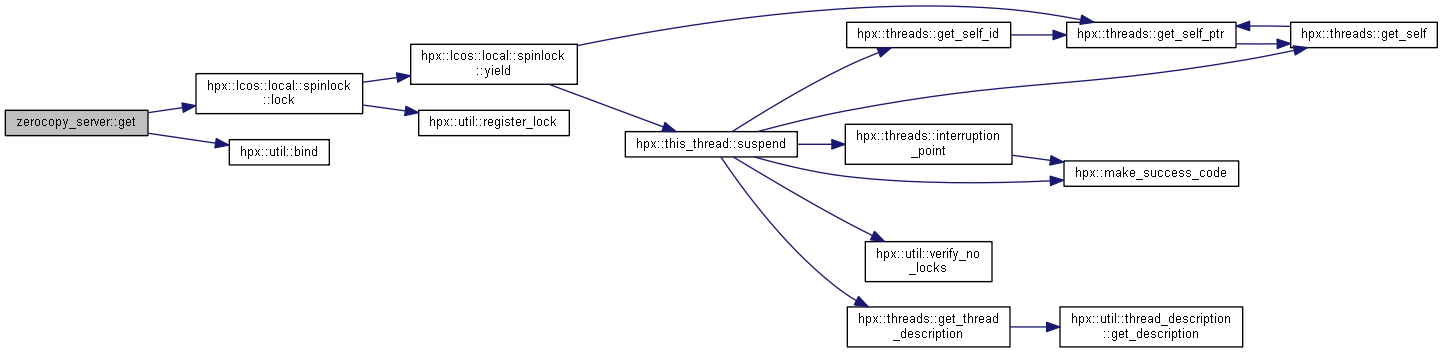 zerocopy_server::get
hpx::lcos::local::spinlock
::lock
hpx::util::bind
hpx::lcos::local::spinlock
::yield
hpx::util::register_lock
hpx::this_thread::suspend
hpx::threads::get_self_id
hpx::threads::get_self_ptr
hpx::threads::get_self
hpx::threads::interruption
_point
hpx::make_success_code
hpx::util::verify_no
_locks
hpx::threads::get_thread
_description
hpx::util::thread_description
::get_description